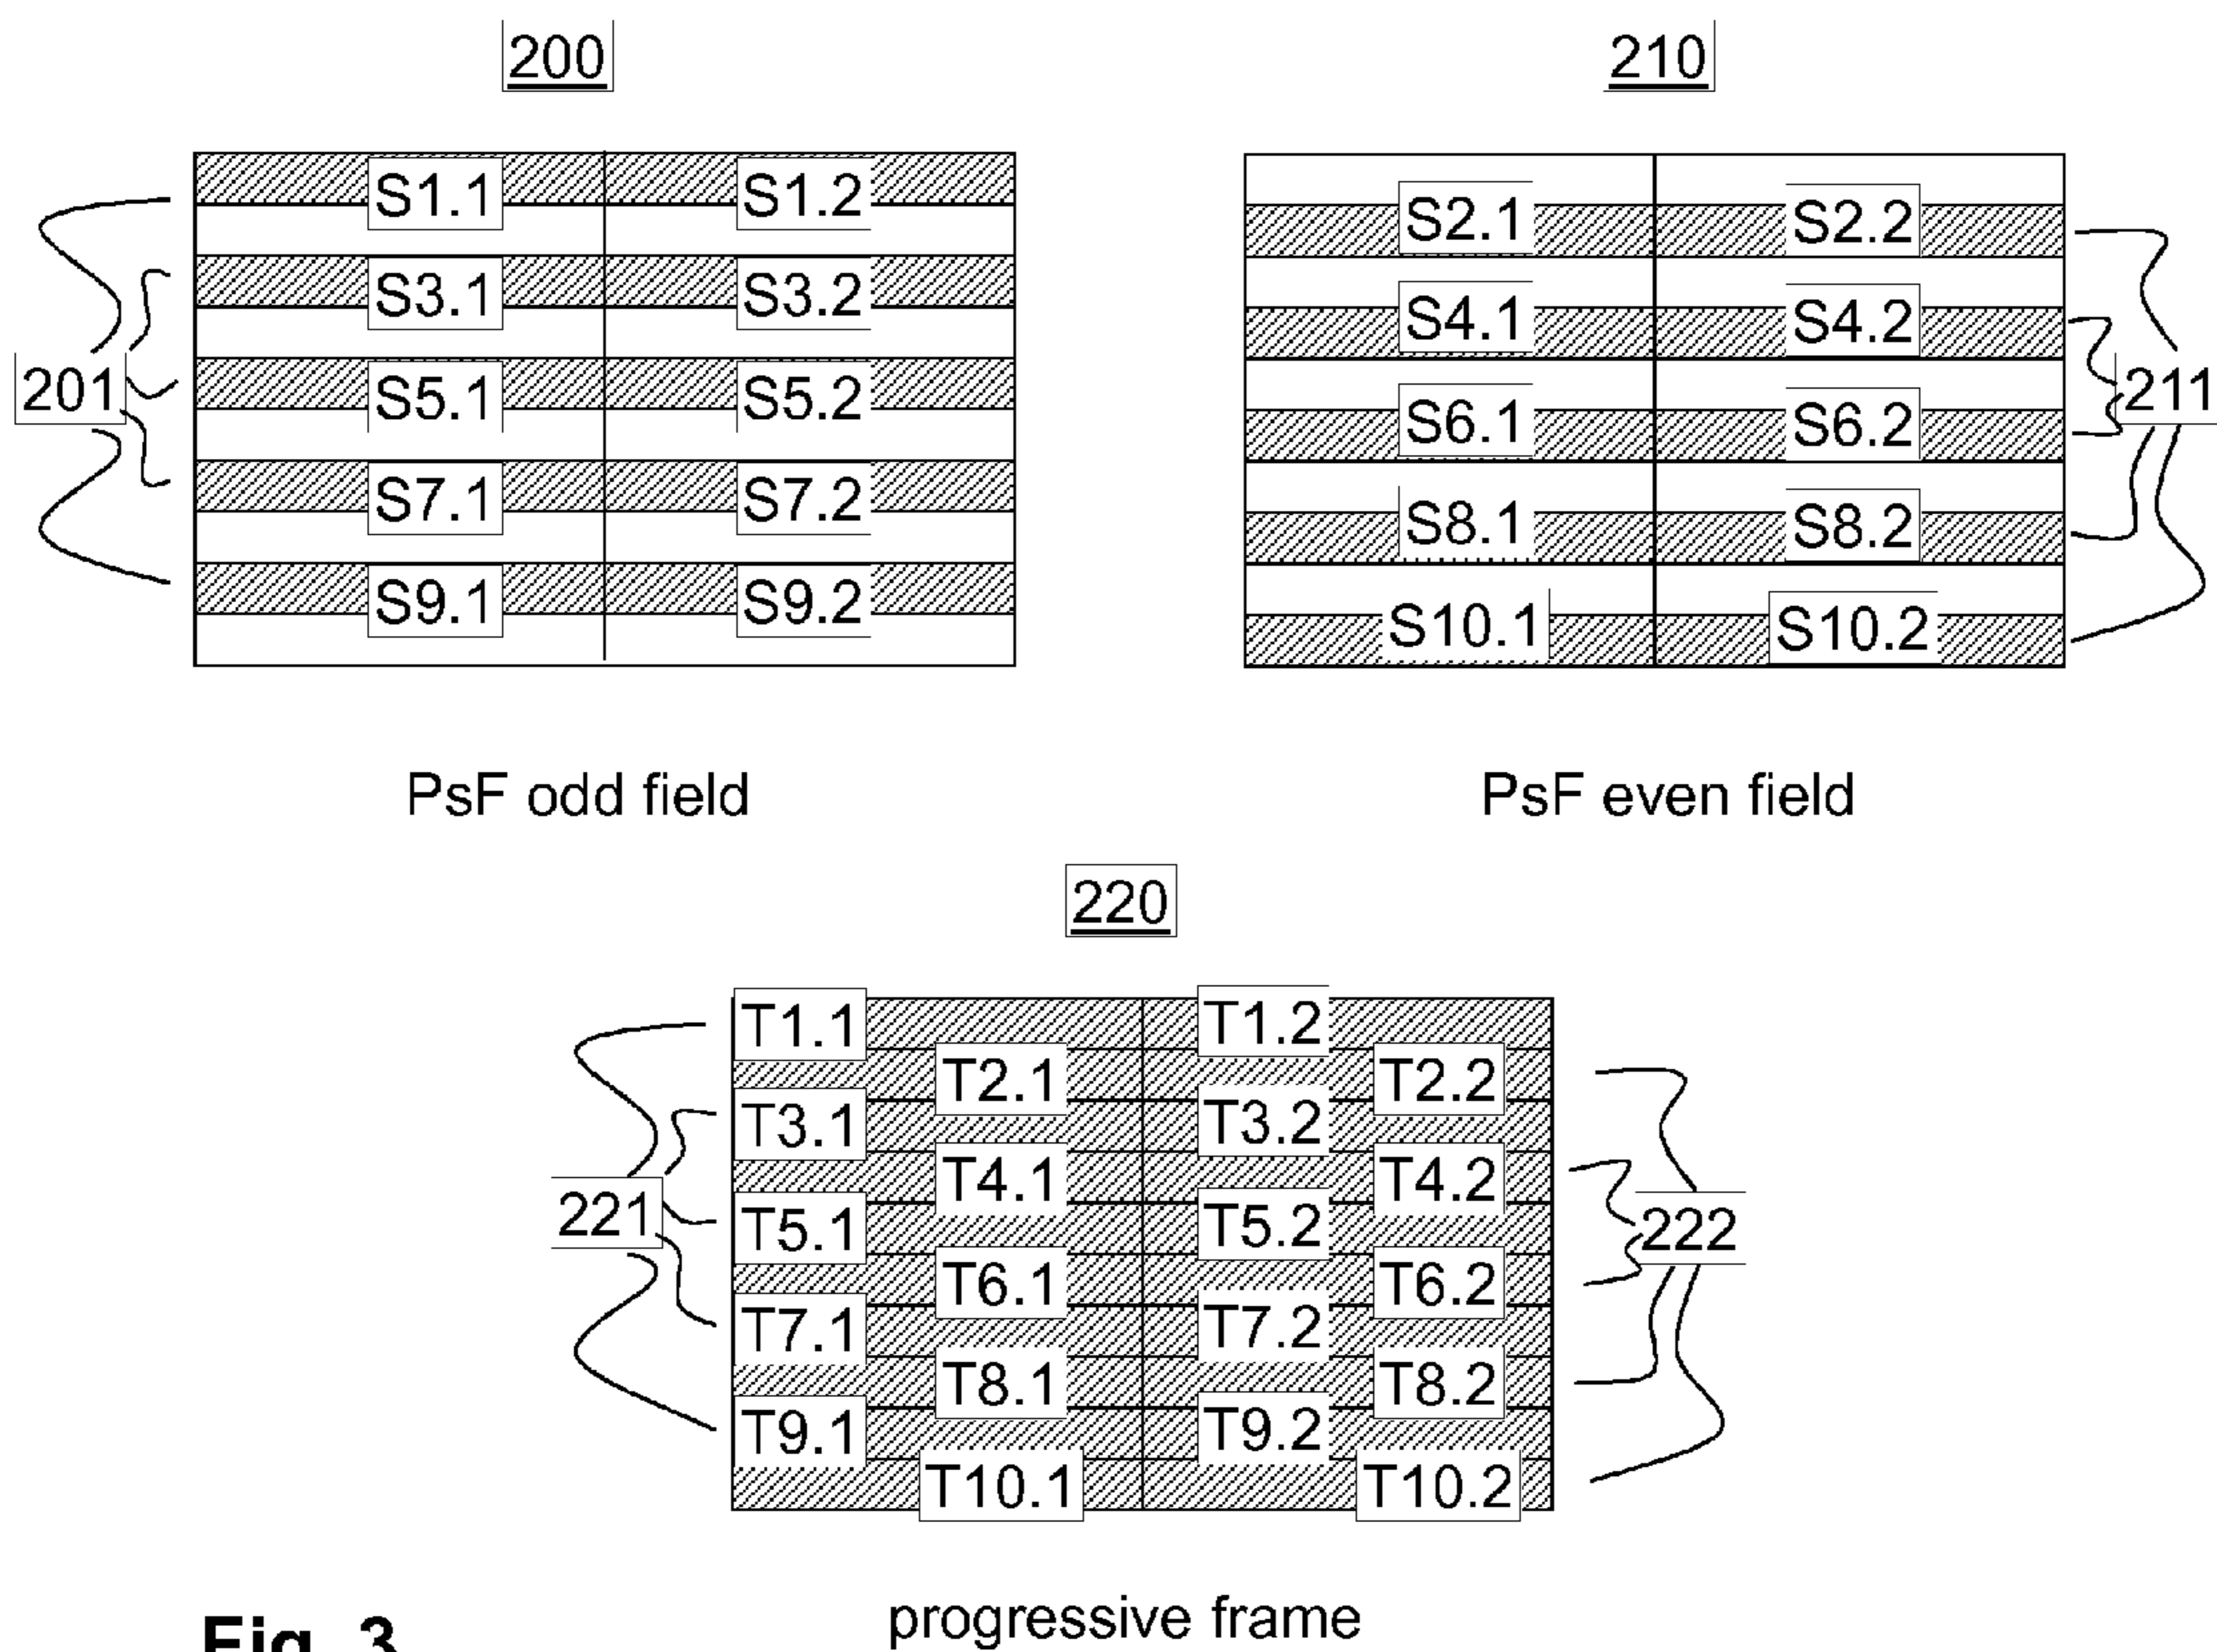 200
S1.1 S1.2
S3.1 S3.2
201
S5.1 S5.2
S7.1 S7.2
S9.1 S9.2
PsF odd field
210
S2.1 S2.2
S4.1 S4.2
211
S6.1 S6.2
S8.1 S8.2
S10.1 S10.2
PsF even field
220
T1.1 T1.2
T2.1 T2.2
T3.1 T3.2
T4.1 T4.2
221
222
T5.1 T5.2
T6.1 T6.2
T7.1 T7.2
T8.1 T8.2
T9.1 T9.2
T10.1 T10.2
progressive frame
Fig. 3